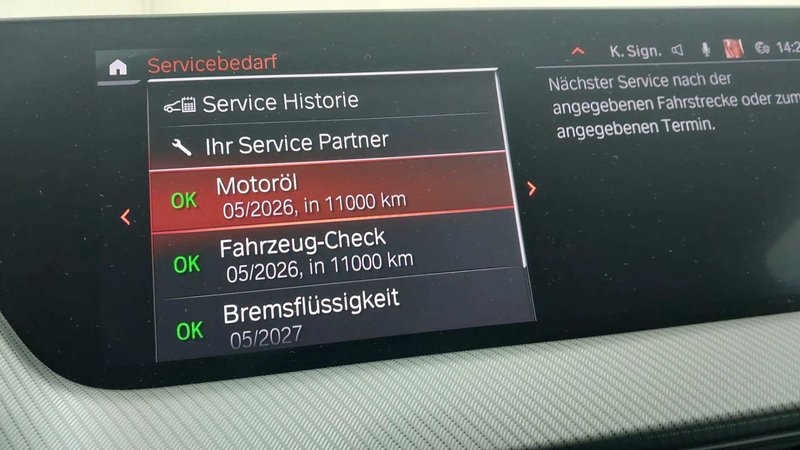 Servicebedarf
Service Historie
Ihr Service Partner
OK Motoröl
05/2026, in 11000 km
OK Fahrzeug-Check
05/2026, in 11000 km
OK Bremsflüssigkeit
05/2027
K. Sign.
Nächster Service nach der
angegebenen Fahrstrecke oder zum
angegebenen Termin.